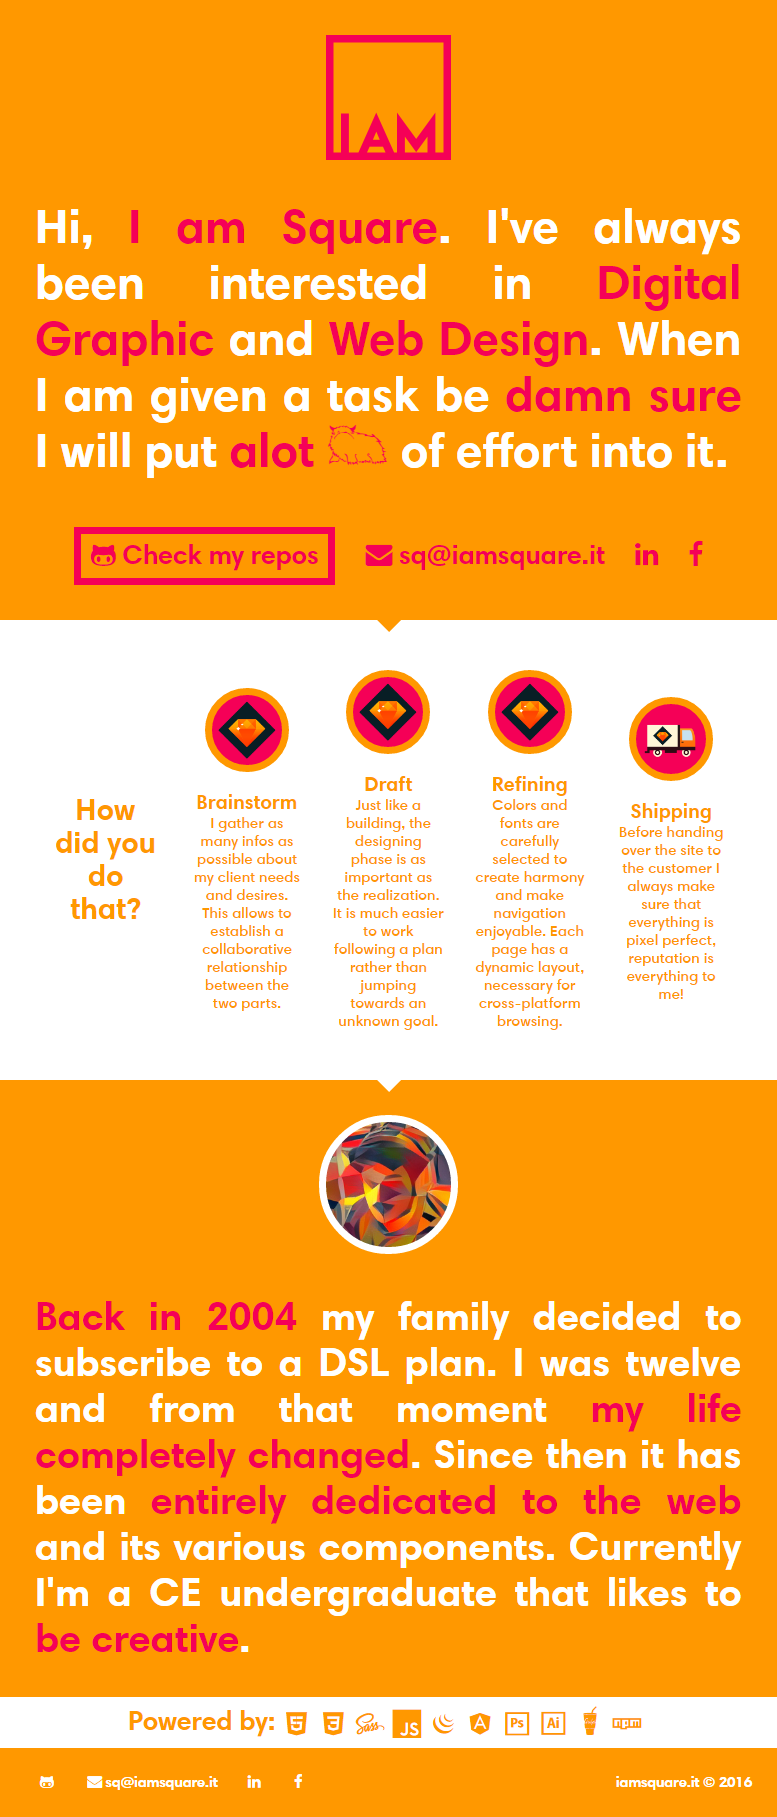 IAM
Hi, I am Square. I've always
been interested in Digital
Graphic and Web Design. When
I am given a task be damn sure
I will put alot of effort into it.
Check my repos
sq@iamsquare.it
in
f
How
did you
do
that?
Brainstorm
I gather as
many infos as
possible about
my client needs
and desires.
This allows to
establish a
collaborative
relationship
between the
two parts.
Draft
Just like a
building, the
designing
phase is as
important as
the realization.
It is much easier
to work
following a plan
rather than
jumping
towards an
unknown goal.
Refining
Colors and
fonts are
carefully
selected to
create harmony
and make
navigation
enjoyable. Each
page has a
dynamic layout,
necessary for
cross-platform
browsing.
Shipping
Before handing
over the site to
the customer I
always make
sure that
everything is
pixel perfect,
reputation is
everything to
me!
Back in 2004 my family decided to
subscribe to a DSL plan. I was twelve
and from that moment my life
completely changed. Since then it has
been entirely dedicated to the web
and its various components. Currently
I'm a CE undergraduate that likes to
be creative.
Powered by: 5 3 Sass JS A Ps Ai npm
sq@iamsquare.it in f
iamsquare.it © 2016